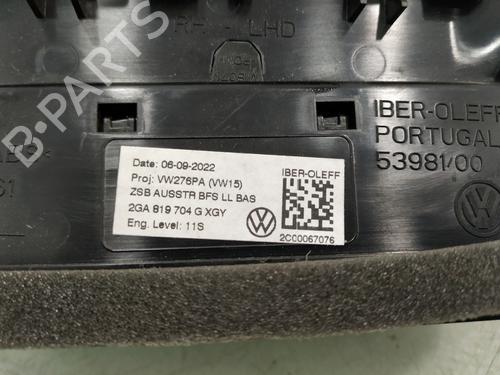 RH - LHD
IBER-OLEFF
PORTUGAL
53981/00
Date: 06-09-2022
Proj: VW276PA (VW15)
ZSB AUSSTR BFS LL BAS
2GA 819 704 G XGY
Eng. Level: 11S
IBER-OLEFF
2C00067076
B-PARTS